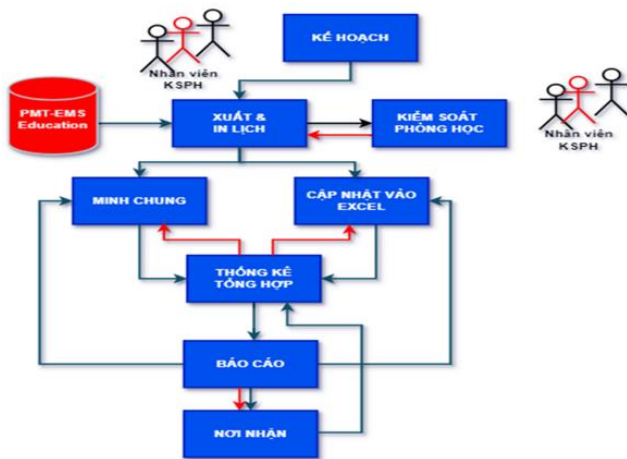 KẾ HOẠCH
Nhân viên
KSPH
PMT-EMS
Education
XUẤT &
IN LỊCH
KIỂM SOÁT
PHÒNG HỌC
Nhân viên
KSPH
MINH CHUNG
CẬP NHẬT VÀO
EXCEL
THỐNG KÊ
TỔNG HỢP
BÁO CÁO
NƠI NHẬN